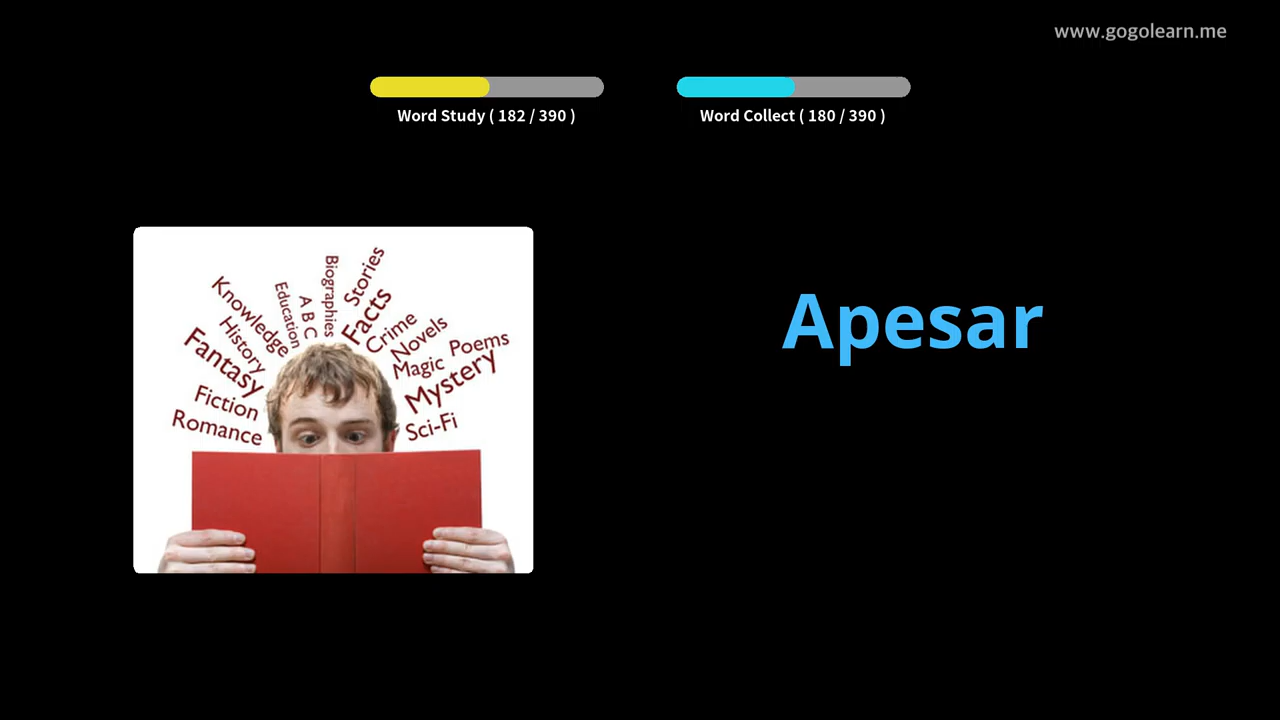 www.gogolearn.me
Word Study ( 182 / 390 )
Word Collect ( 180 / 390 )
Apesar
Biographies
Stories
Knowledge
Education
A B C
Facts
History
Crime
Novels
Fantasy
Magic
Poems
Mystery
Fiction
Romance
Sci-Fi